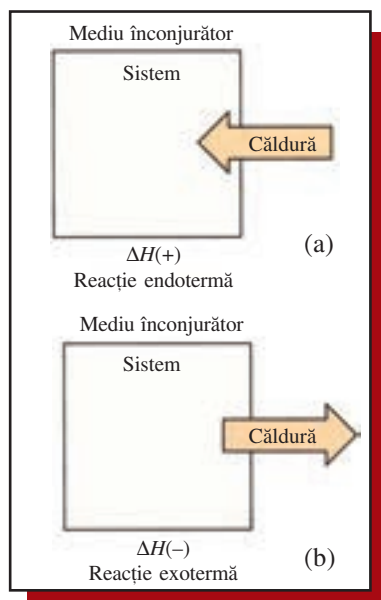 Mediu înconjurător
Sistem
Căldură
(a)
ΔH(+)
Reacție endotermă
Mediu înconjurător
Sistem
Căldură
ΔH(–)
(b)
Reacție exotermă